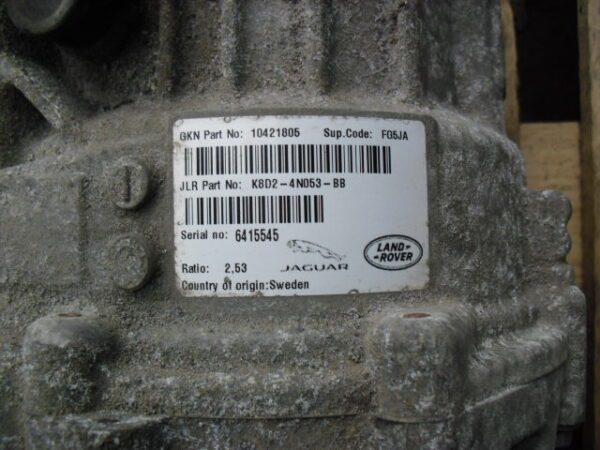 GKN Part No: 10421805 Sup.Code: FG5JA
JLR Part No: K8D2-4N053-BB
Serial no: 6415545
JAGUAR
LAND-
-ROVER
Ratio: 2,53
Country of origin:Sweden